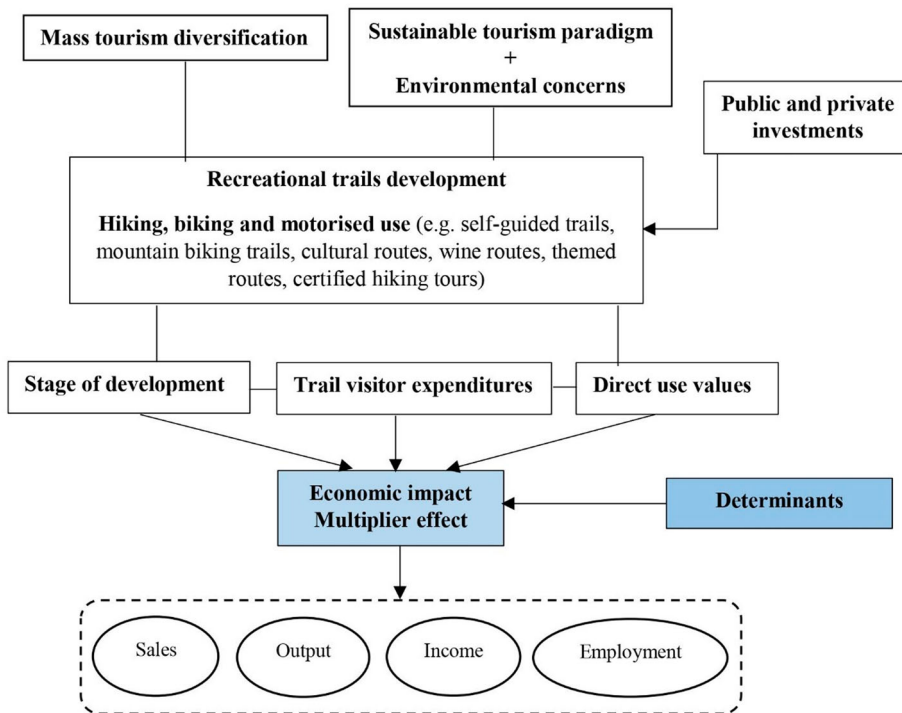 Mass tourism diversification
Sustainable tourism paradigm
+
Environmental concerns
Public and private
investments
Recreational trails development
Hiking, biking and motorised use (e.g. self-guided trails,
mountain biking trails, cultural routes, wine routes, themed
routes, certified hiking tours)
Stage of development
Trail visitor expenditures
Direct use values
Economic impact
Multiplier effect
Determinants
Sales
Output
Income
Employment